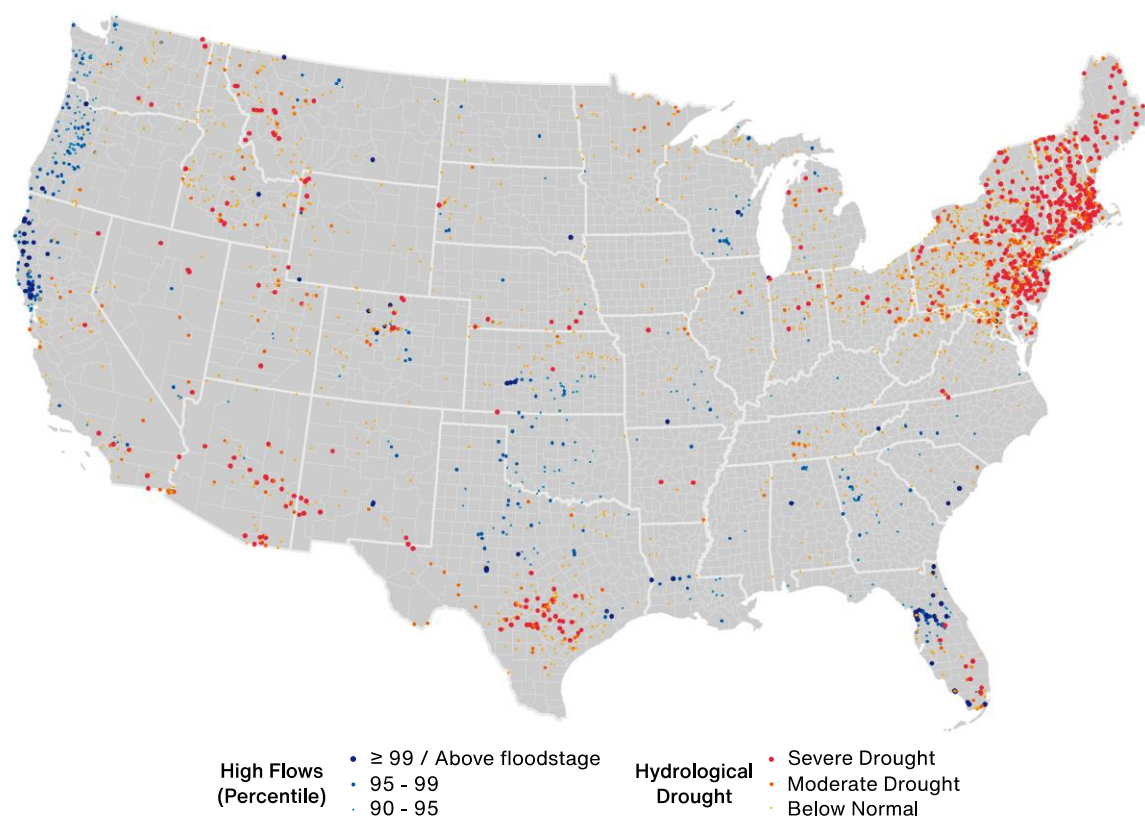 High Flows
(Percentile)
≥ 99 / Above floodstage
95 - 99
90 - 95
Hydrological
Drought
Severe Drought
Moderate Drought
Below Normal